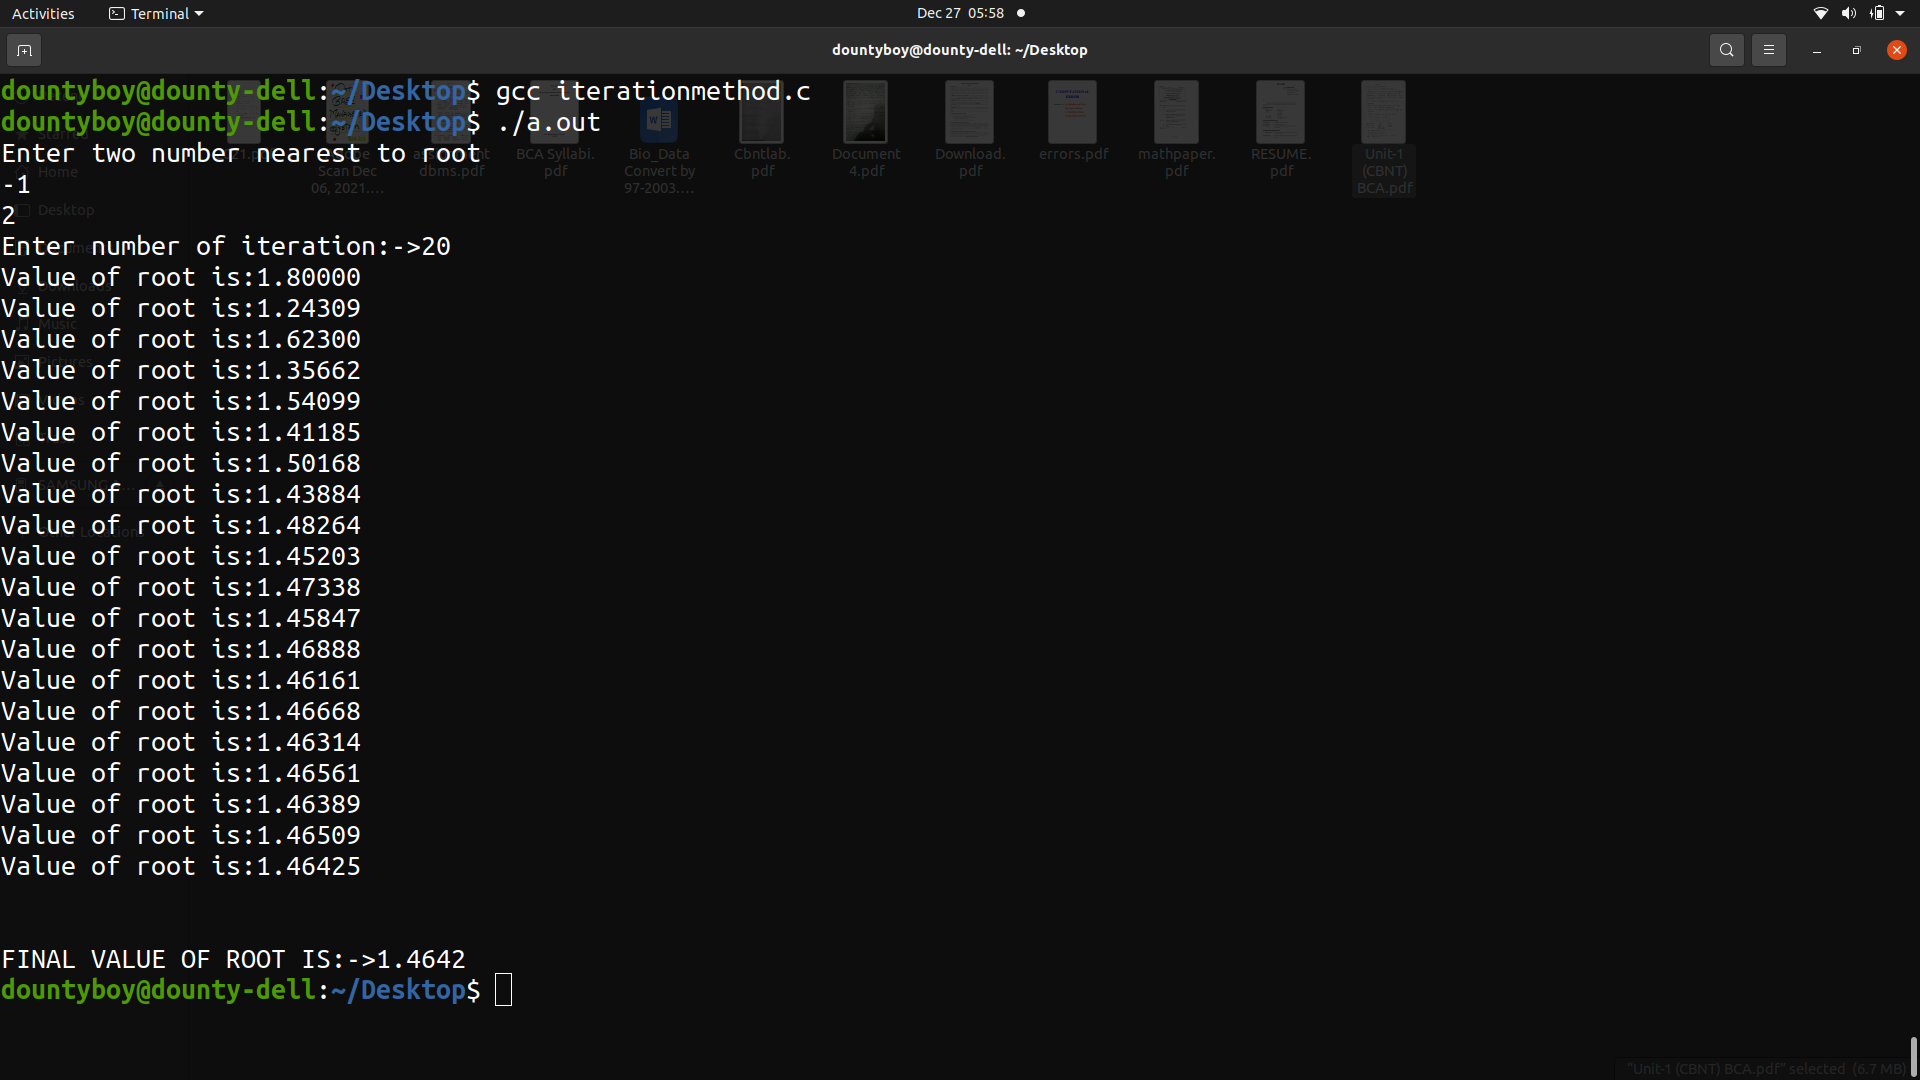 Activities Terminal Dec 27 05:58
dountyboy@dounty-dell: ~/Desktop
dountyboy@dounty-dell:~/Desktop$ gcc iterationmethod.c
dountyboy@dounty-dell:~/Desktop$ ./a.out
Enter two number nearest to root
-1
2
Enter number of iteration:->20
Value of root is:1.80000
Value of root is:1.24309
Value of root is:1.62300
Value of root is:1.35662
Value of root is:1.54099
Value of root is:1.41185
Value of root is:1.50168
Value of root is:1.43884
Value of root is:1.48264
Value of root is:1.45203
Value of root is:1.47338
Value of root is:1.45847
Value of root is:1.46888
Value of root is:1.46161
Value of root is:1.46668
Value of root is:1.46314
Value of root is:1.46561
Value of root is:1.46389
Value of root is:1.46509
Value of root is:1.46425
FINAL VALUE OF ROOT IS:->1.4642
dountyboy@dounty-dell:~/Desktop$
Scan Dec
06, 2021....
dbms.pdf
BCA Syllabi.
pdf
Bio_Data
Convert by
97-2003....
Cbntlab.
pdf
Document
4.pdf
Download.
pdf
errors.pdf
mathpaper.
pdf
RESUME.
pdf
Unit-1
(CBNT)
BCA.pdf
Home
Desktop
Music
Pictures
"Unit-1 (CBNT) BCA.pdf" selected (6.7 MB)